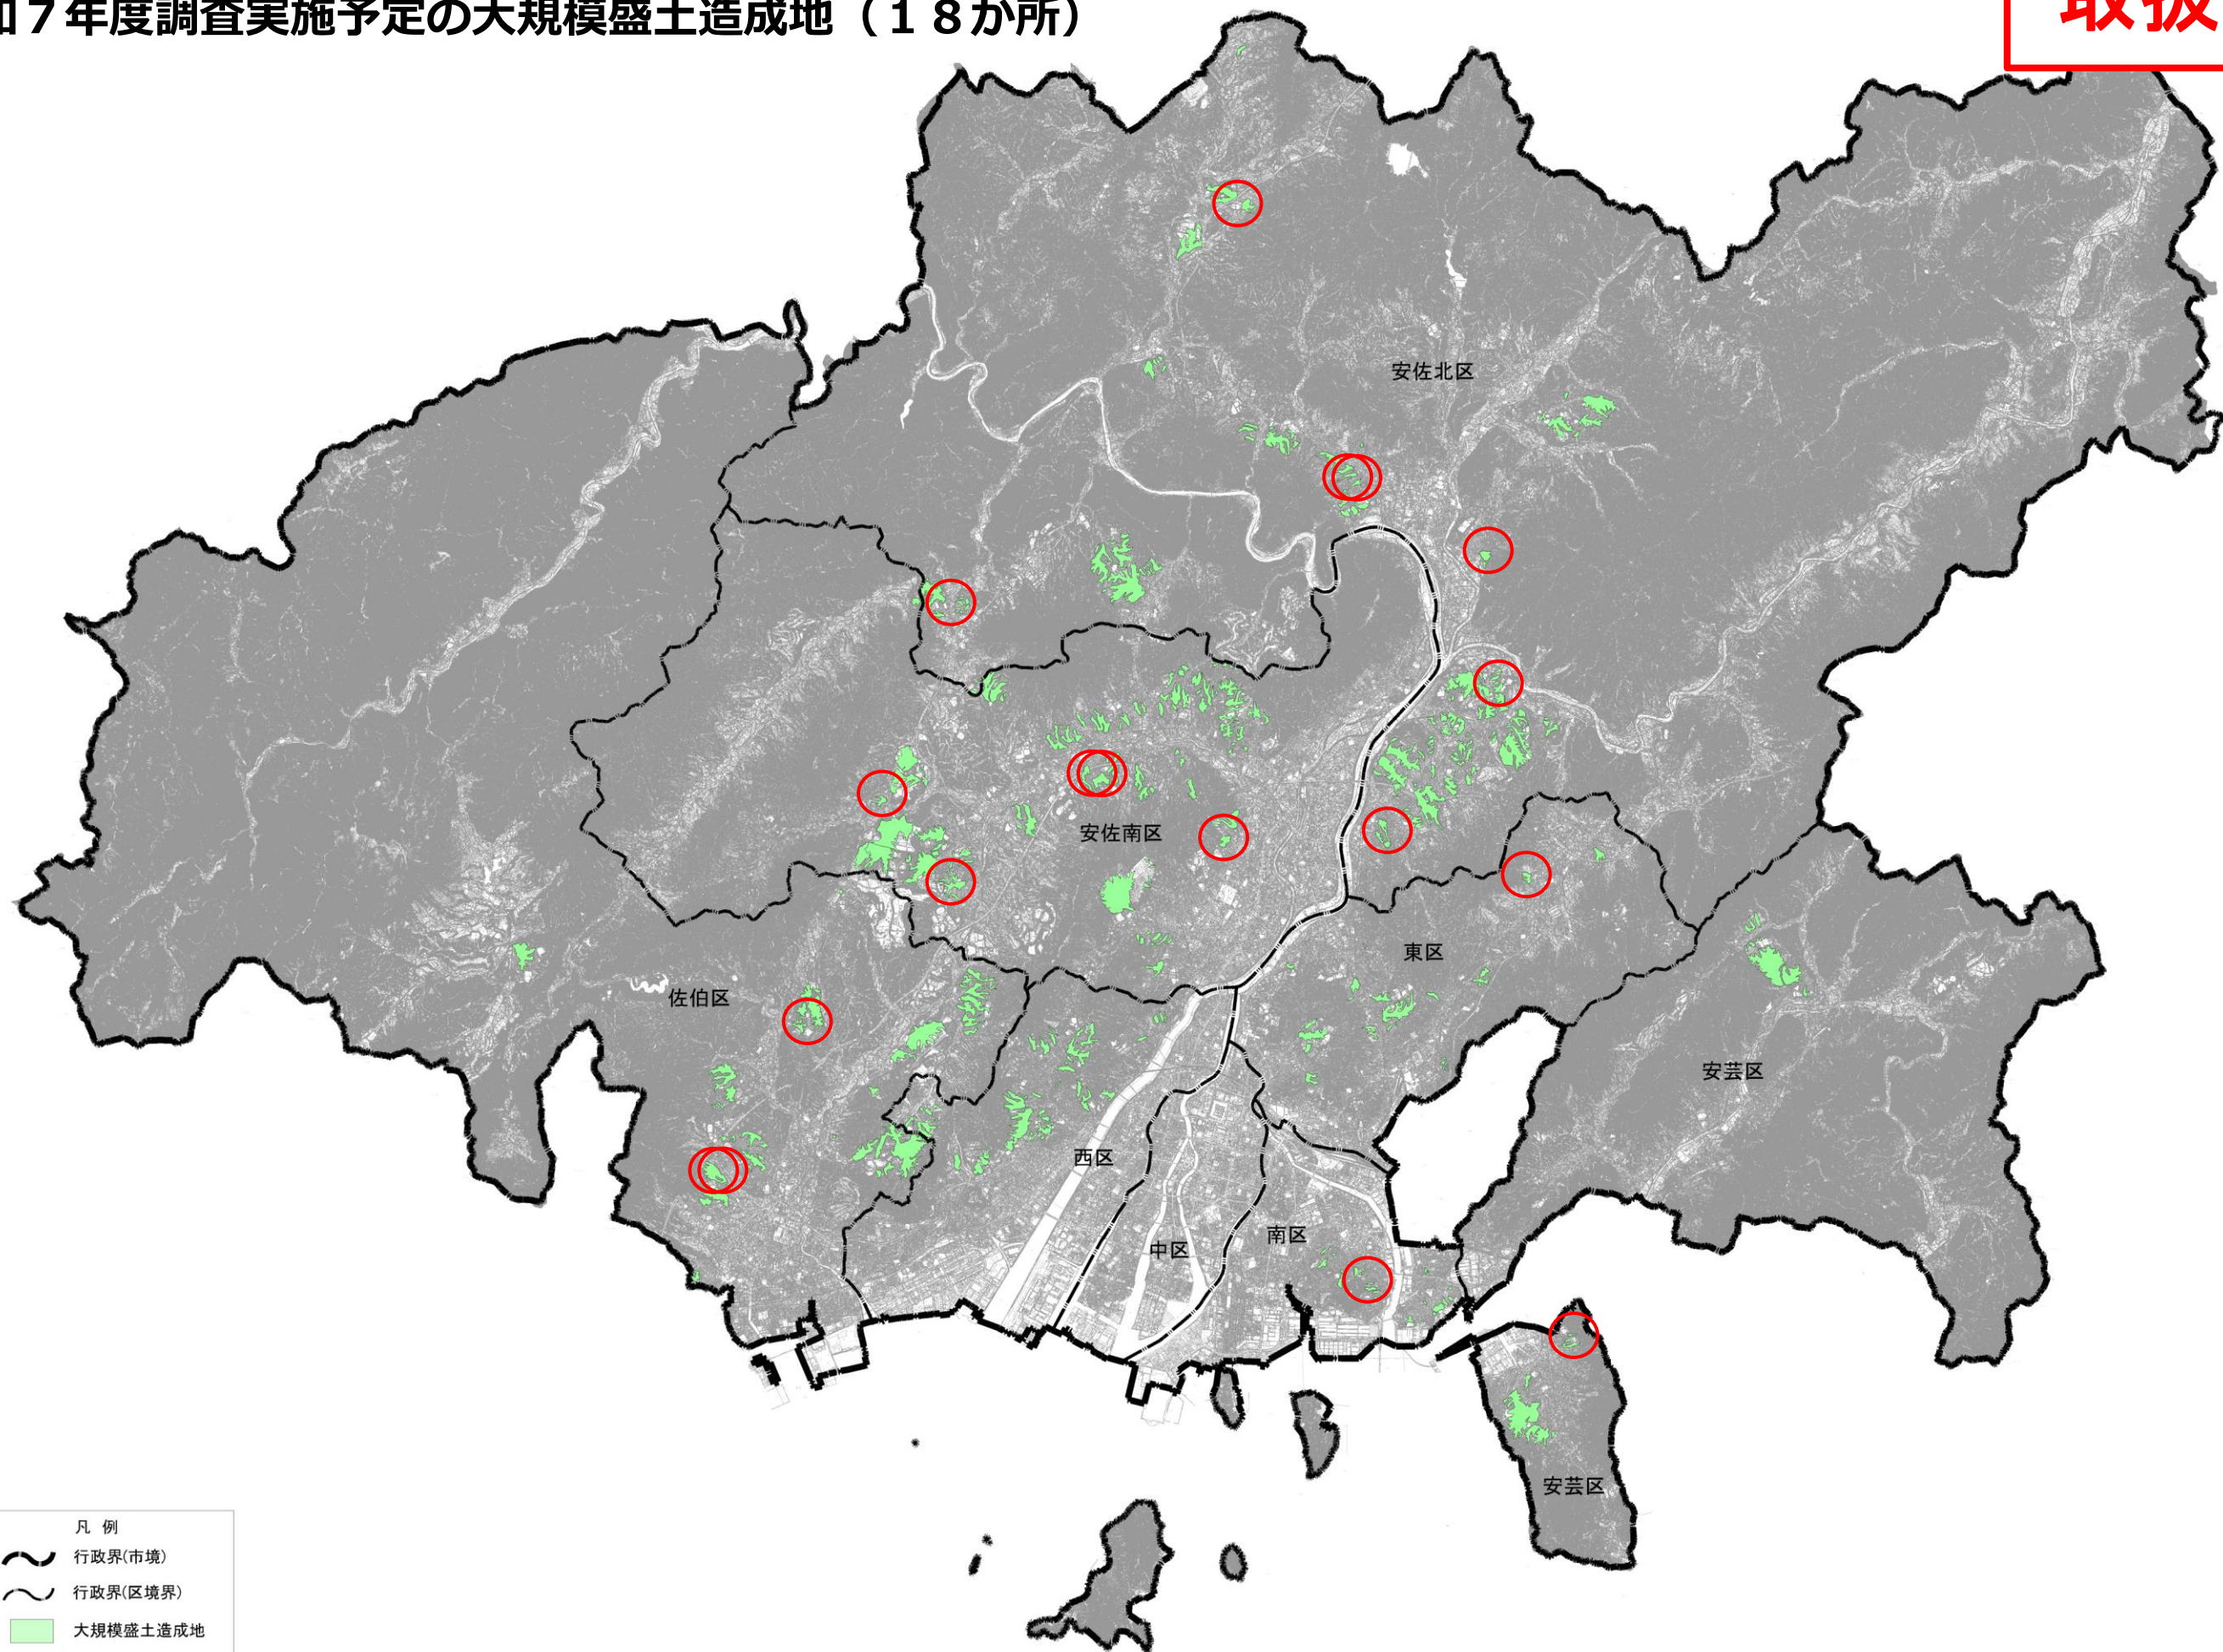 7年度調査実施予定の大規模盛土造成地（１８か所）
取扱
安佐北区
安佐南区
東区
佐伯区
安芸区
西区
中区
南区
安芸区
凡 例
行政界(市境)
行政界(区境界)
大規模盛土造成地